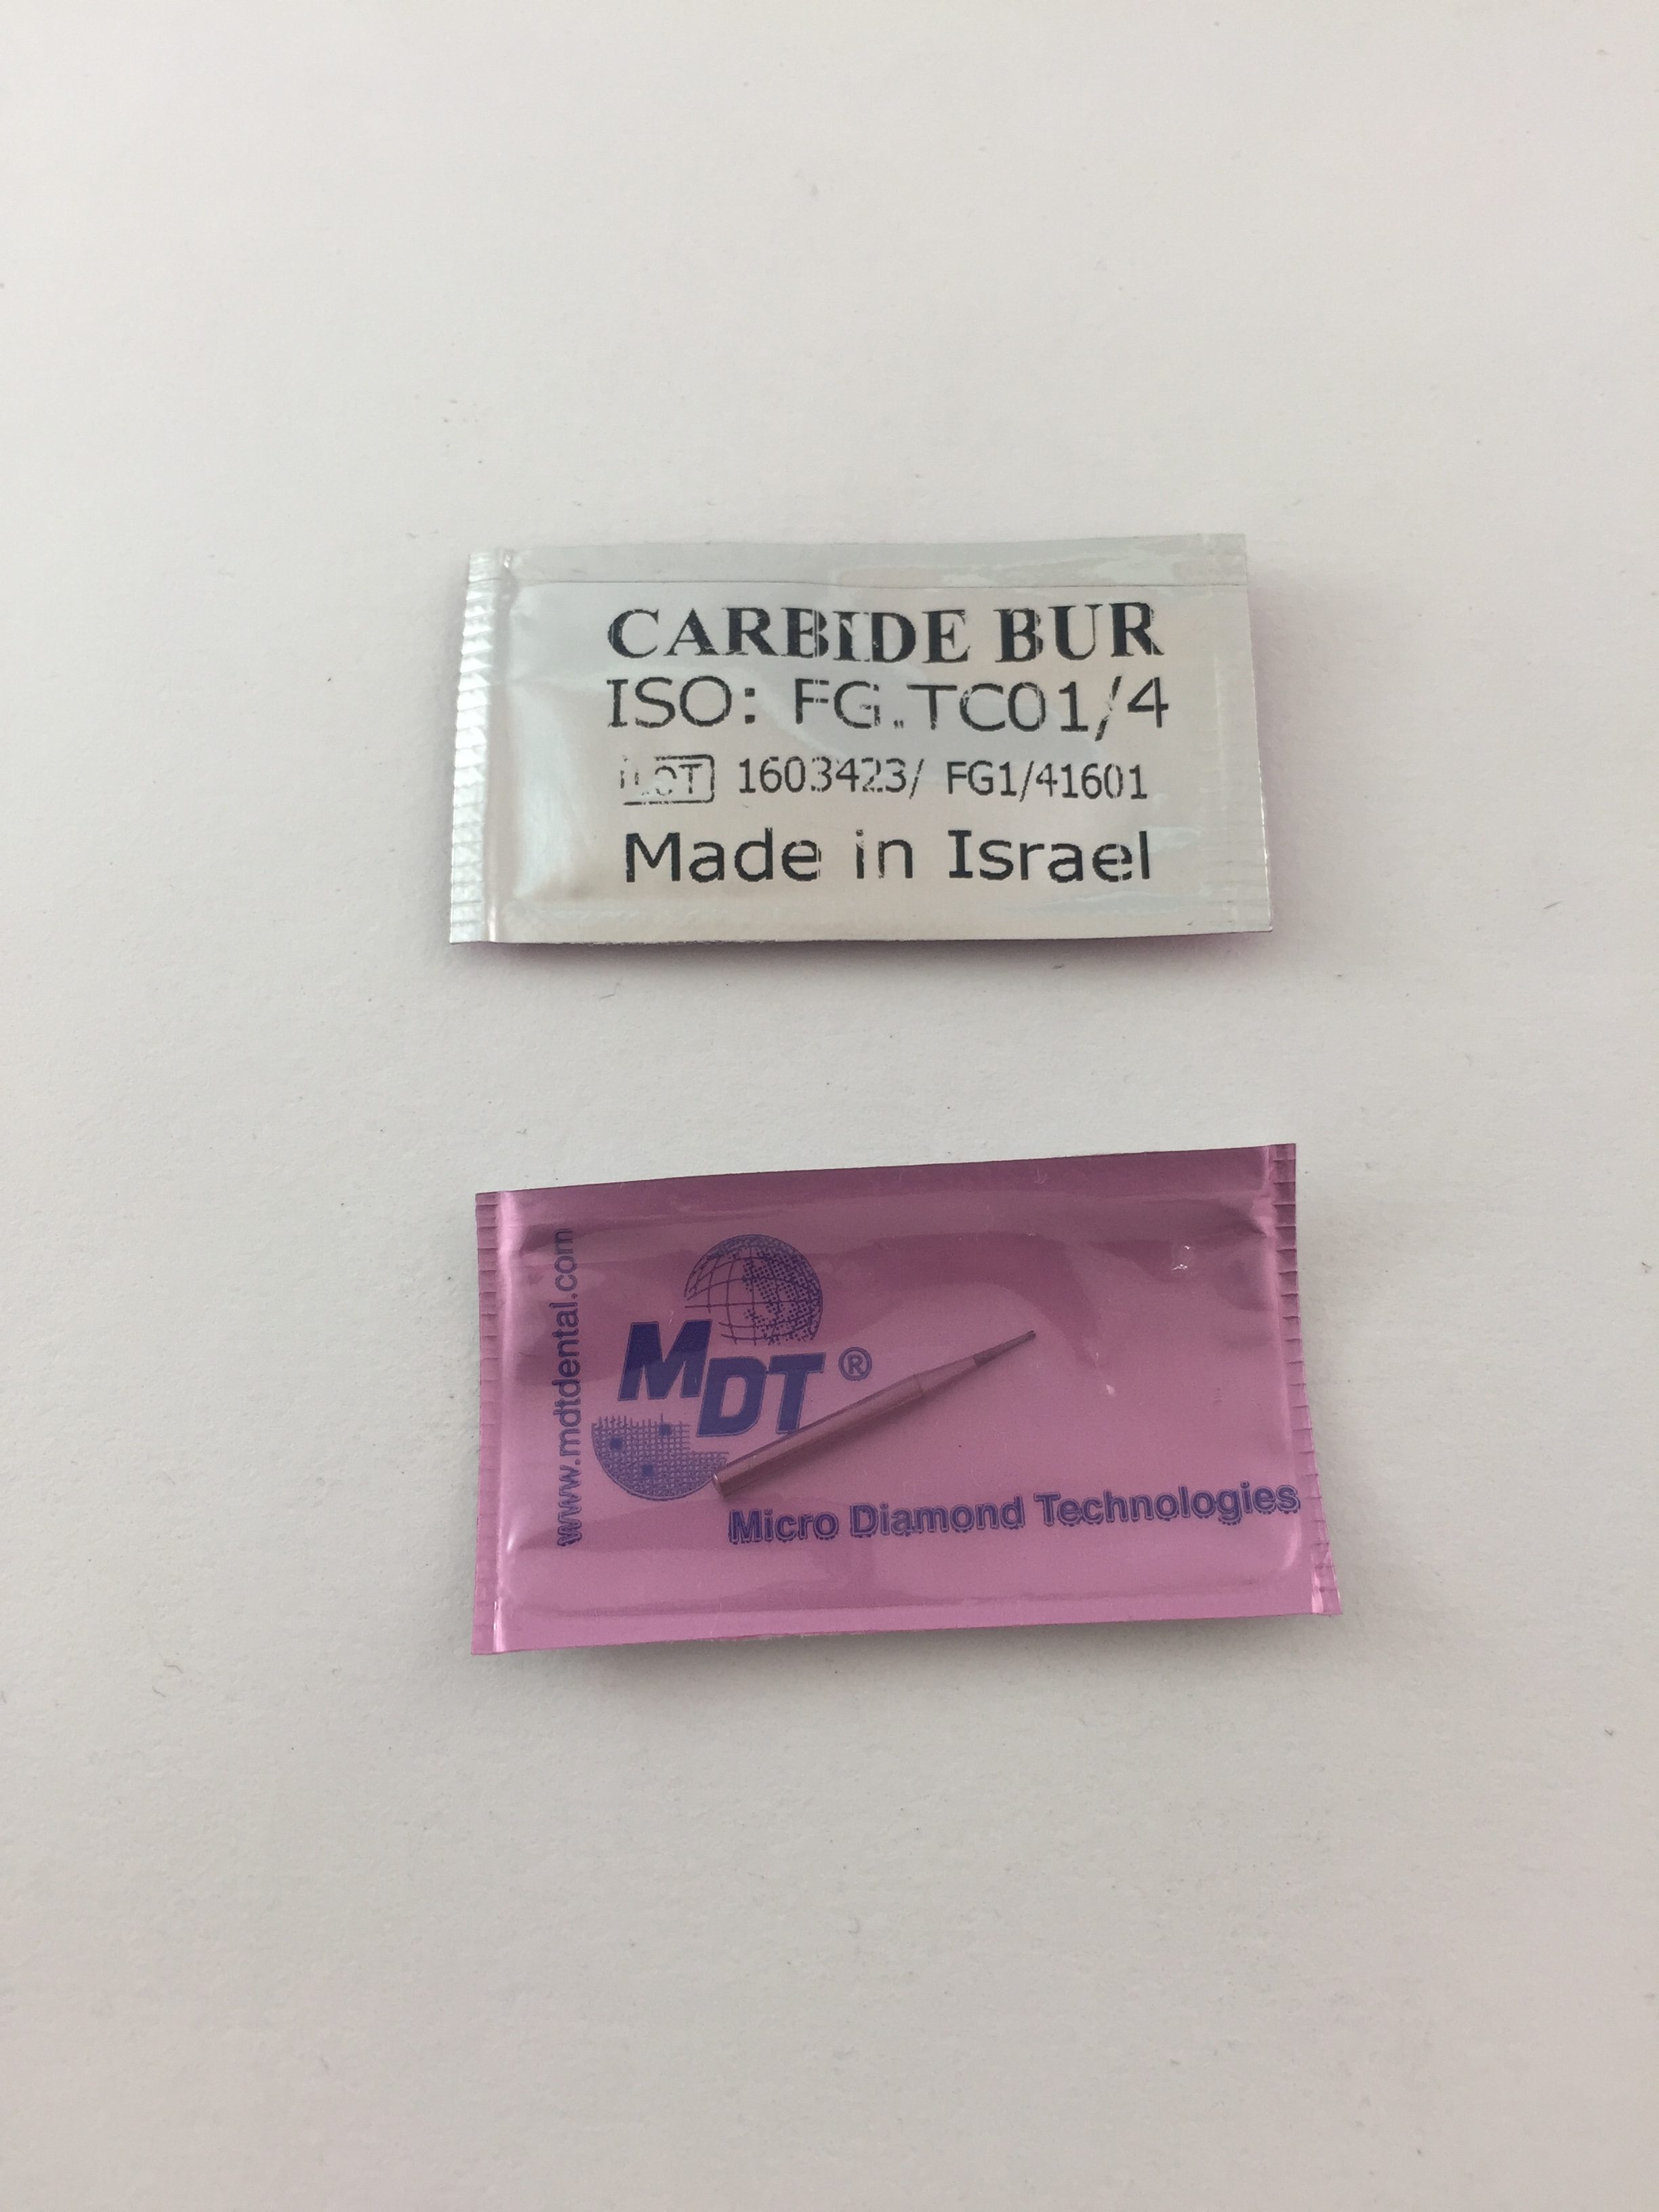 CARBIDE BUR
ISO: FG.TC01/4
LOT 1603423/ FG1/41601
Made in Israel
www.mdtdental.com
MDT®
Micro Diamond Technologies